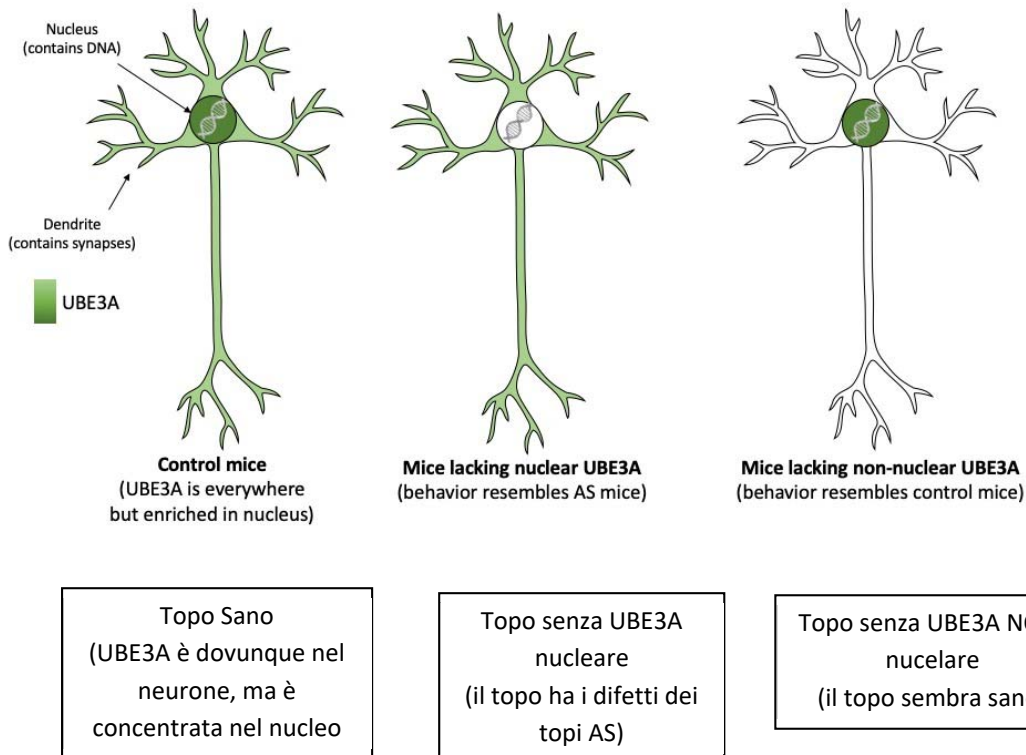 Nucleus
(contains DNA)
Dendrite
(contains synapses)
UBE3A
Control mice
(UBE3A is everywhere
but enriched in nucleus)
Mice lacking nuclear UBE3A
(behavior resembles AS mice)
Mice lacking non-nuclear UBE3A
(behavior resembles control mice)
Topo Sano
(UBE3A è dovunque nel
neurone, ma è
concentrata nel nucleo
Topo senza UBE3A
nucleare
(il topo ha i difetti dei
topi AS)
Topo senza UBE3A
nucelare
(il topo sembra